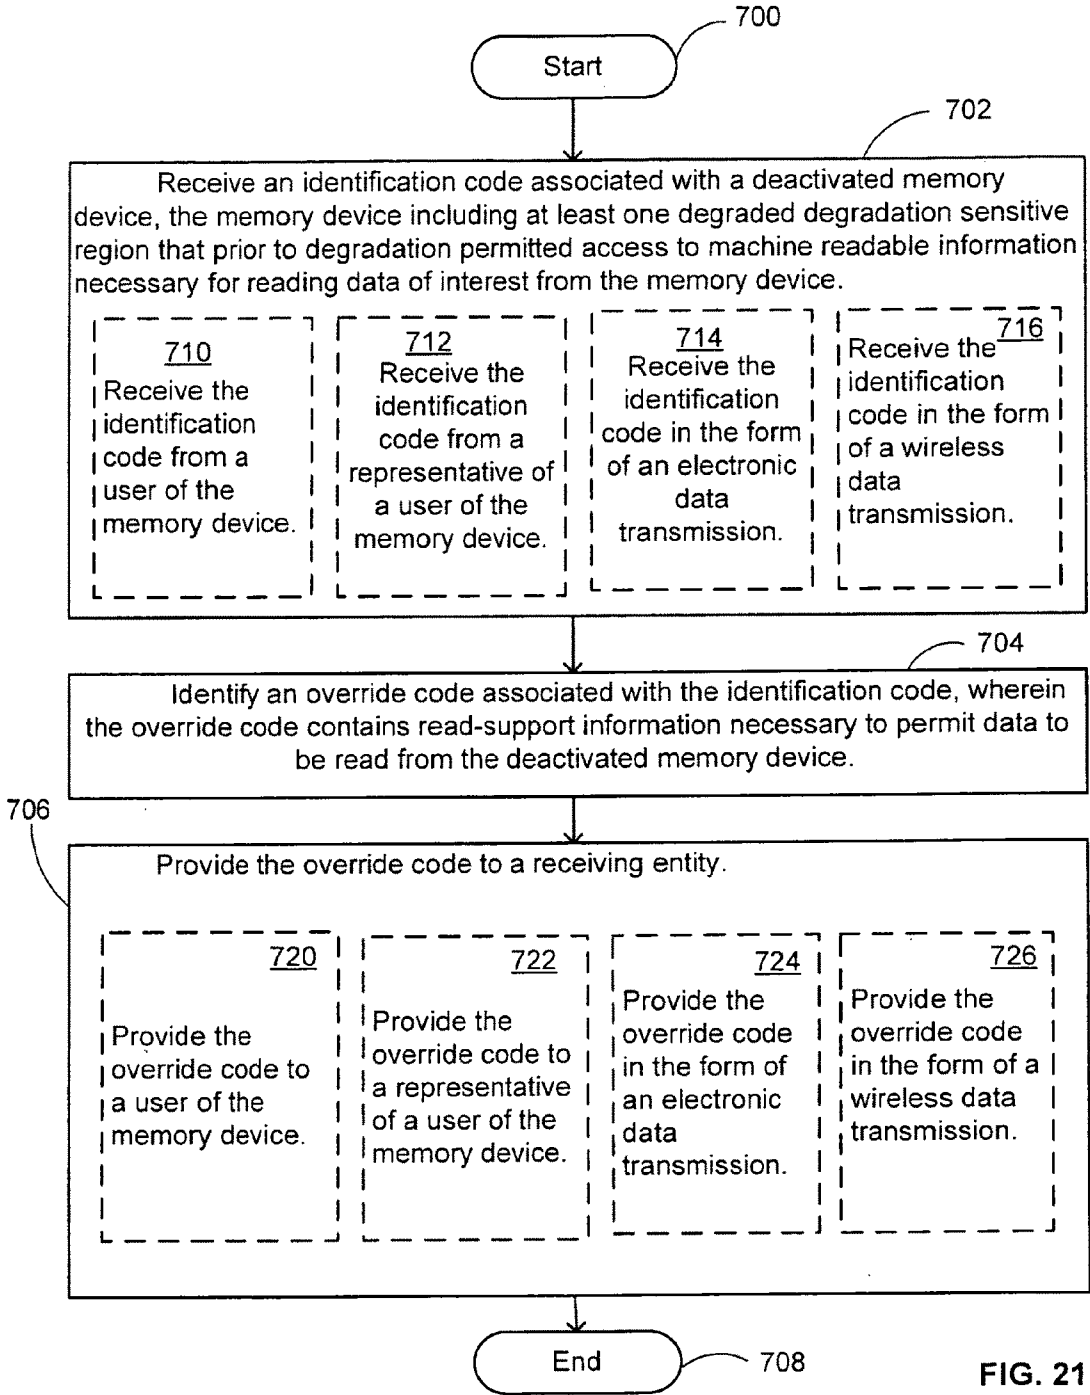 700
Start
702
Receive an identification code associated with a deactivated memory
device, the memory device including at least one degraded degradation sensitive
region that prior to degradation permitted access to machine readable information
necessary for reading data of interest from the memory device.
710
Receive the
identification
code from a
user of the
memory device.
712
Receive the
identification
code from a
representative of
a user of the
memory device.
714
Receive the
identification
code in the form
of an electronic
data
transmission.
716
Receive the
identification
code in the form
of a wireless
data
transmission.
704
Identify an override code associated with the identification code, wherein
the override code contains read-support information necessary to permit data to
be read from the deactivated memory device.
706
Provide the override code to a receiving entity.
720
Provide the
override code to
a user of the
memory device.
722
Provide the
override code to
a representative
of a user of the
memory device.
724
Provide the
override code
in the form of
an electronic
data
transmission.
726
Provide the
override code
in the form of a
wireless data
transmission.
End
708
FIG. 21